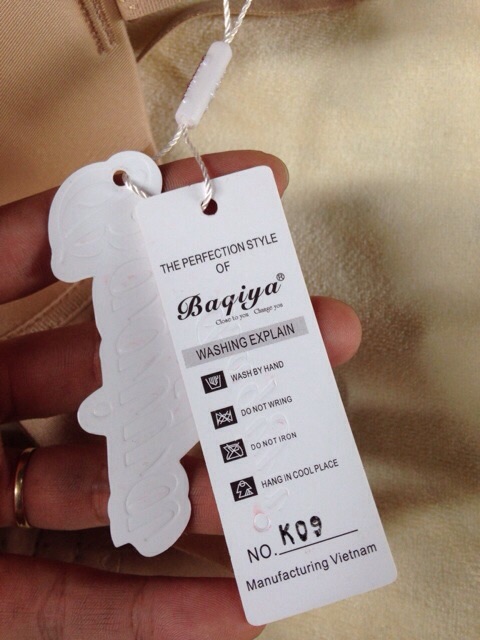 THE PERFECTION STYLE
OF
Baqiya®
Close to you Change you
WASHING EXPLAIN
WASH BY HAND
DO NOT WRING
DO NOT IRON
HANG IN COOL PLACE
NO. K09
Manufacturing Vietnam